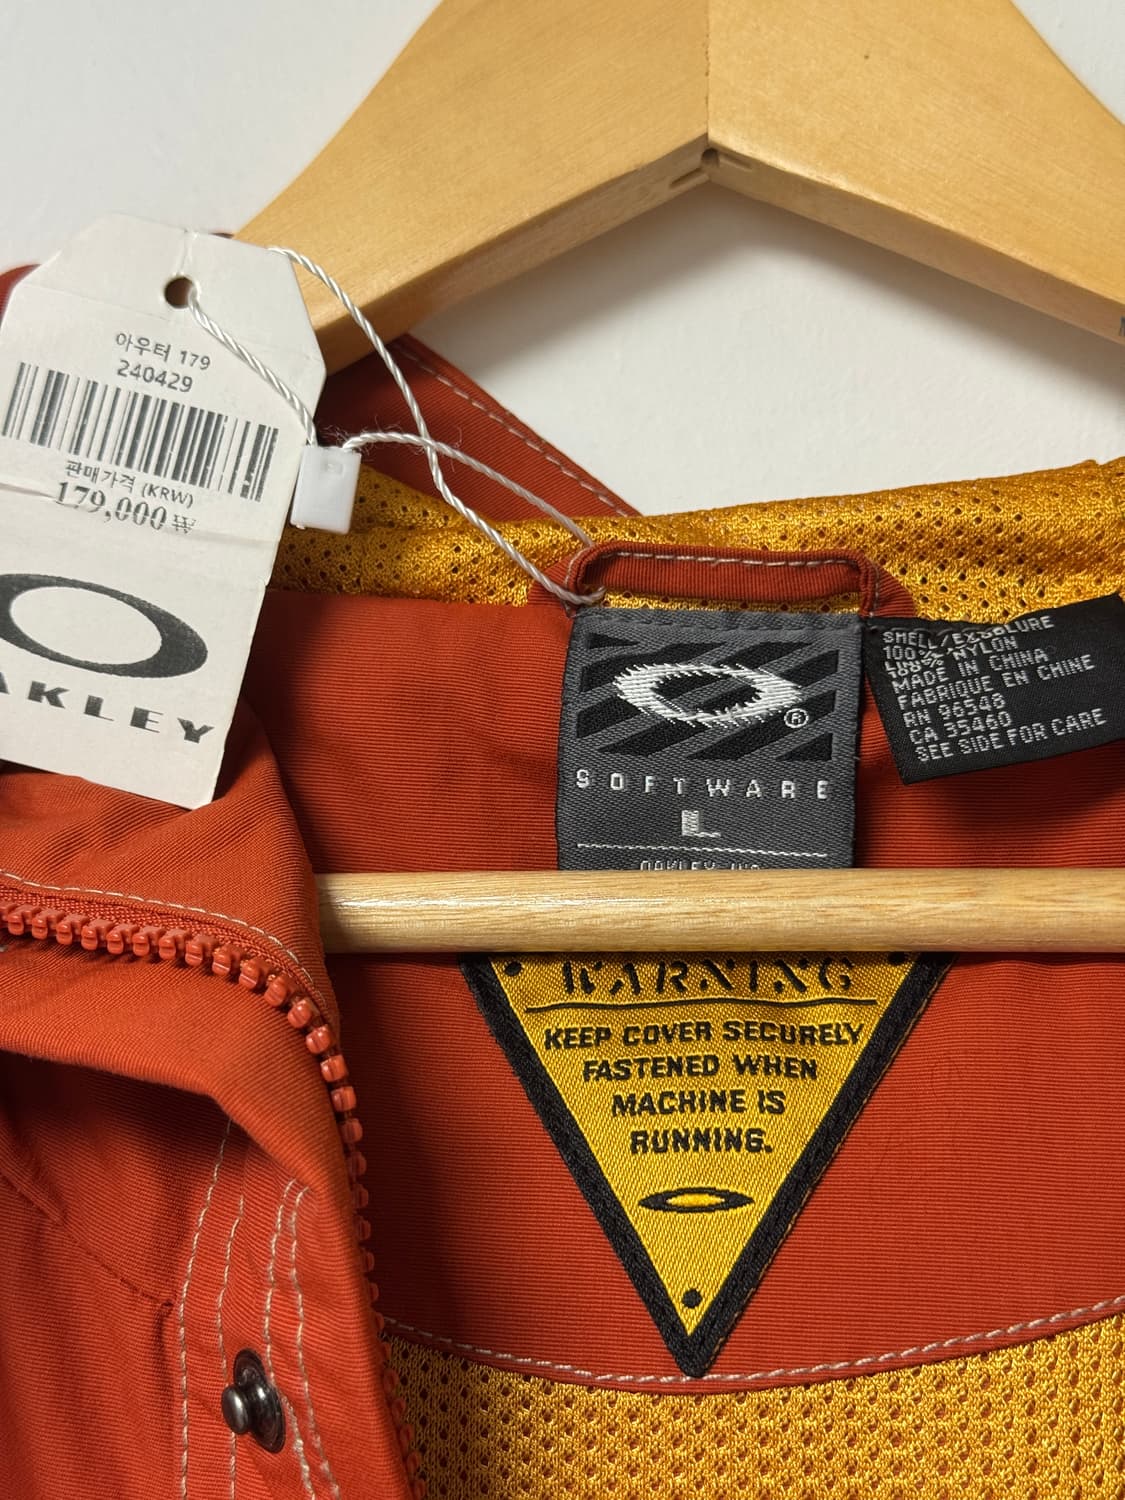 아우터 179
240429
판매가격 (KRW)
179,000₩
AKLEY
®
SOFTWARE
L
OAKLEY, INC.
SHELL/EXTERIEURE
100% NYLON
MADE IN CHINA
FABRIQUE EN CHINE
RN 96548
CA 35460
SEE SIDE FOR CARE
WARNING
KEEP COVER SECURELY
FASTENED WHEN
MACHINE IS
RUNNING.